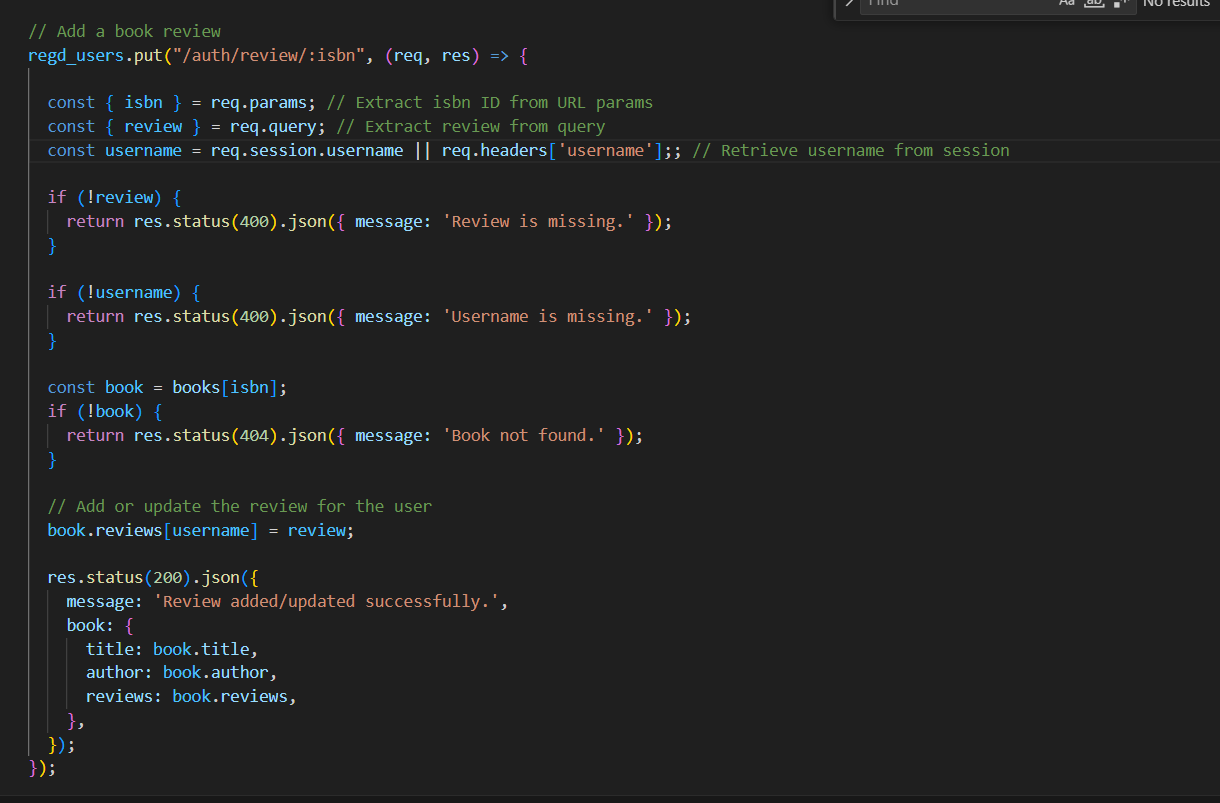 Find Aa ab No results
// Add a book review
regd_users.put("/auth/review/:isbn", (req, res) => {
const { isbn } = req.params; // Extract isbn ID from URL params
const { review } = req.query; // Extract review from query
const username = req.session.username || req.headers['username'];; // Retrieve username from session
if (!review) {
return res.status(400).json({ message: 'Review is missing.' });
}
if (!username) {
return res.status(400).json({ message: 'Username is missing.' });
}
const book = books[isbn];
if (!book) {
return res.status(404).json({ message: 'Book not found.' });
}
// Add or update the review for the user
book.reviews[username] = review;
res.status(200).json({
message: 'Review added/updated successfully.',
book: {
title: book.title,
author: book.author,
reviews: book.reviews,
},
});
});